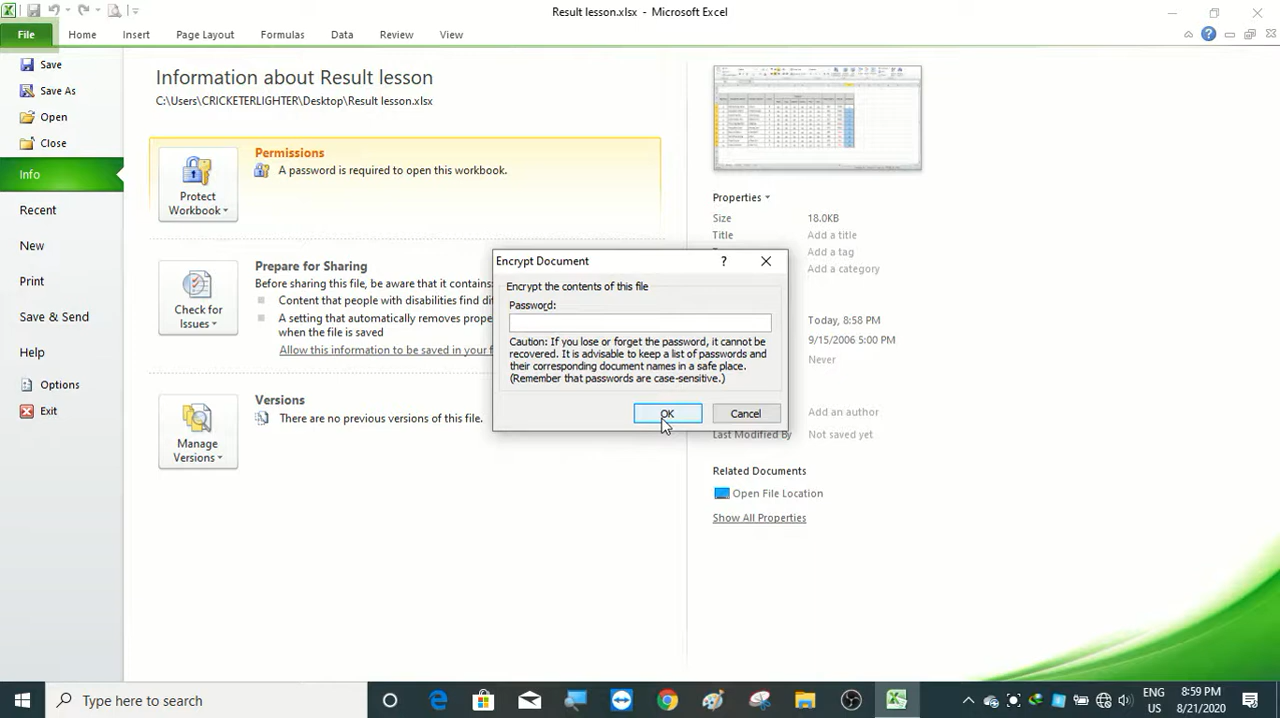 Result lesson.xlsx - Microsoft Excel
File Home Insert Page Layout Formulas Data Review View
Save
Save As
Open
Close
Info
Recent
New
Print
Save & Send
Help
Options
Exit
Information about Result lesson
C:\Users\CRICKETERLIGHTER\Desktop\Result lesson.xlsx
Protect
Workbook
Permissions
A password is required to open this workbook.
Check for
Issues
Prepare for Sharing
Before sharing this file, be aware that it contains:
Content that people with disabilities find di
A setting that automatically removes prope
when the file is saved
Allow this information to be saved in your f
Manage
Versions
Versions
There are no previous versions of this file.
Encrypt Document
?
Encrypt the contents of this file
Password:
Caution: If you lose or forget the password, it cannot be
recovered. It is advisable to keep a list of passwords and
their corresponding document names in a safe place.
(Remember that passwords are case-sensitive.)
OK Cancel
Properties
Size 18.0KB
Title Add a title
Add a tag
Add a category
Today, 8:58 PM
9/15/2006 5:00 PM
Never
Add an author
Last Modified By Not saved yet
Related Documents
Open File Location
Show All Properties
Type here to search
ENG
US
8:59 PM
8/21/2020